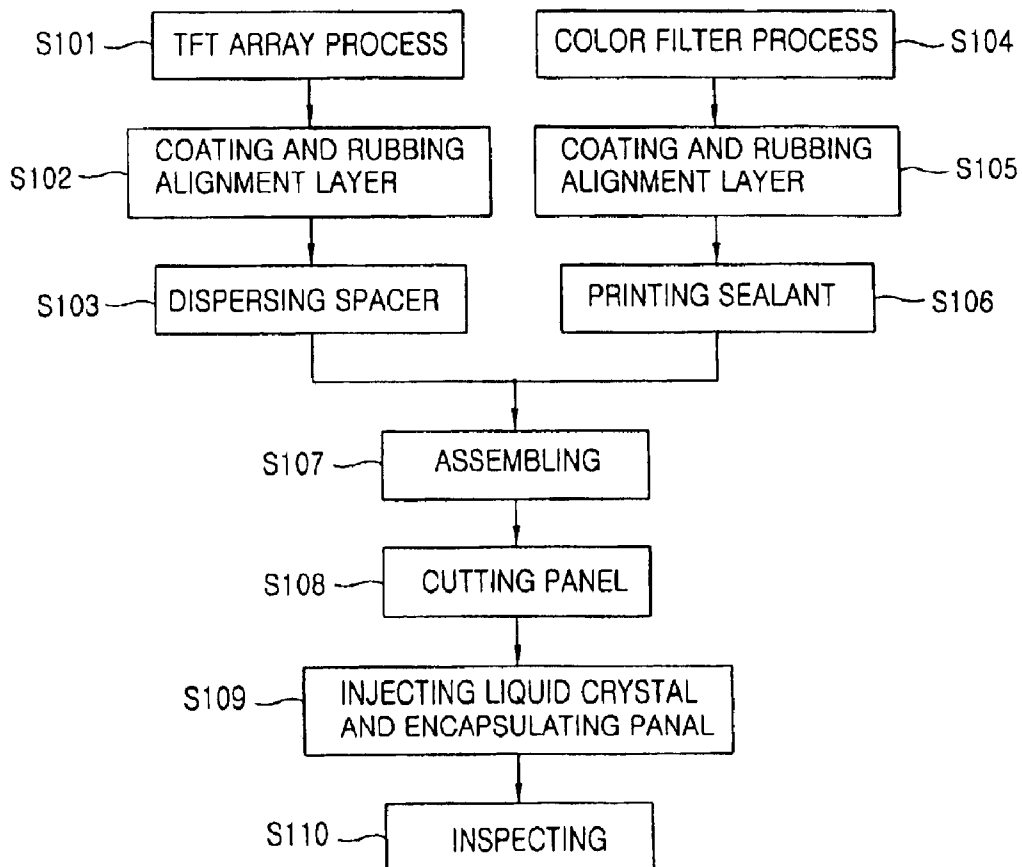 S101 TFT ARRAY PROCESS
COLOR FILTER PROCESS S104
S102 COATING AND RUBBING
ALIGNMENT LAYER
COATING AND RUBBING
ALIGNMENT LAYER S105
S103 DISPERSING SPACER
PRINTING SEALANT S106
S107 ASSEMBLING
S108 CUTTING PANEL
S109 INJECTING LIQUID CRYSTAL
AND ENCAPSULATING PANAL
S110 INSPECTING